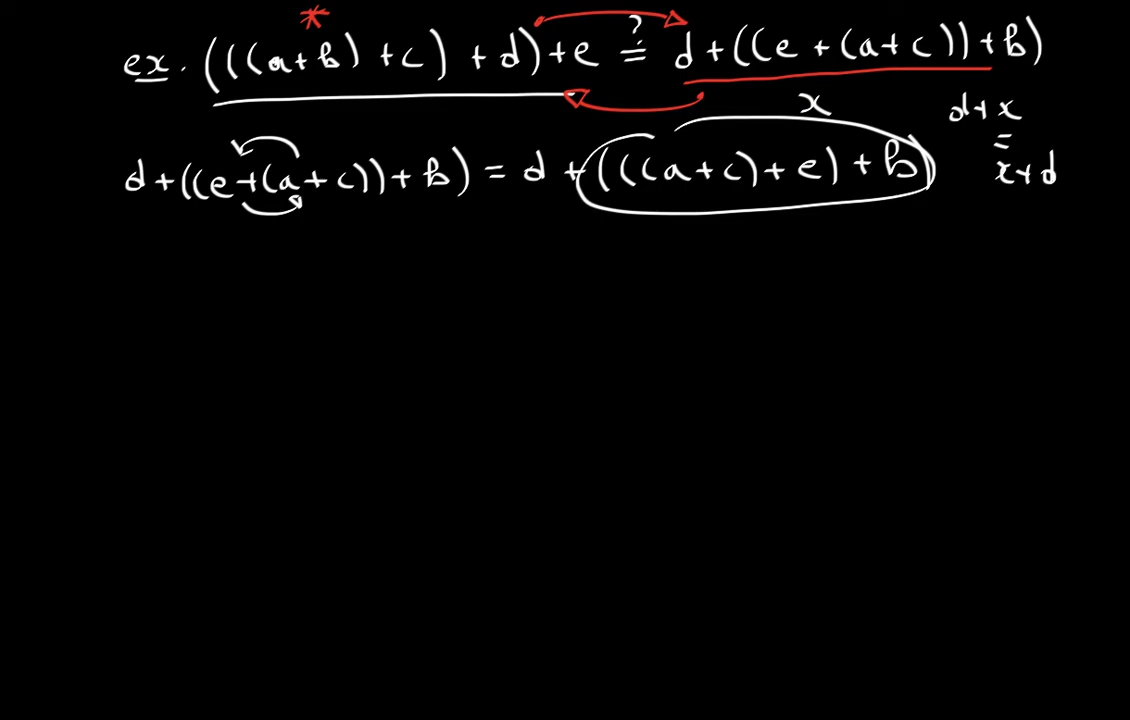 *
ex. (((a+b)+c)+d)+e ≟ d+((e+(a+c))+b)
x
d+x
=
x+d
d+((e+(a+c))+b) = d+(((a+c)+e)+b)